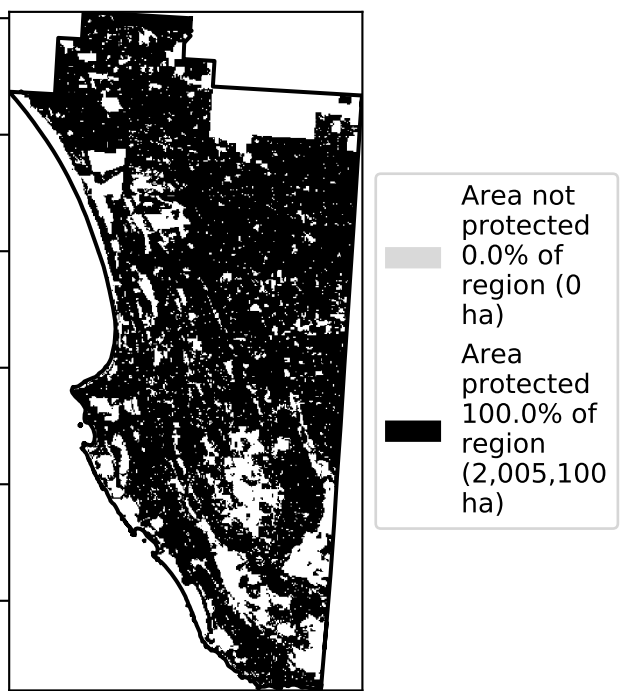 Area not
protected
0.0% of
region (0
ha)
Area
protected
100.0% of
region
(2,005,100
ha)